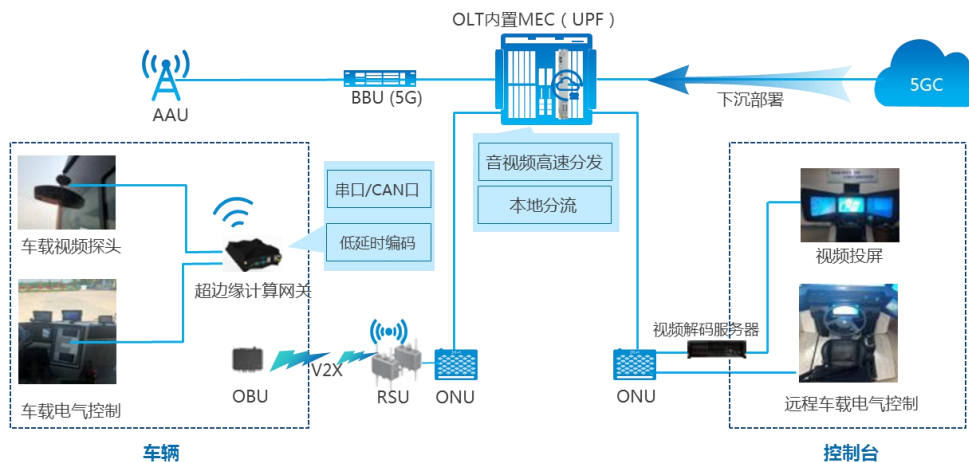 OLT内置MEC（UPF）
AAU
BBU (5G)
下沉部署
5GC
音视频高速分发
本地分流
串口/CAN口
低延时编码
车载视频探头
超边缘计算网关
车载电气控制
OBU
V2X
RSU
ONU
ONU
视频解码服务器
视频投屏
远程车载电气控制
车辆
控制台